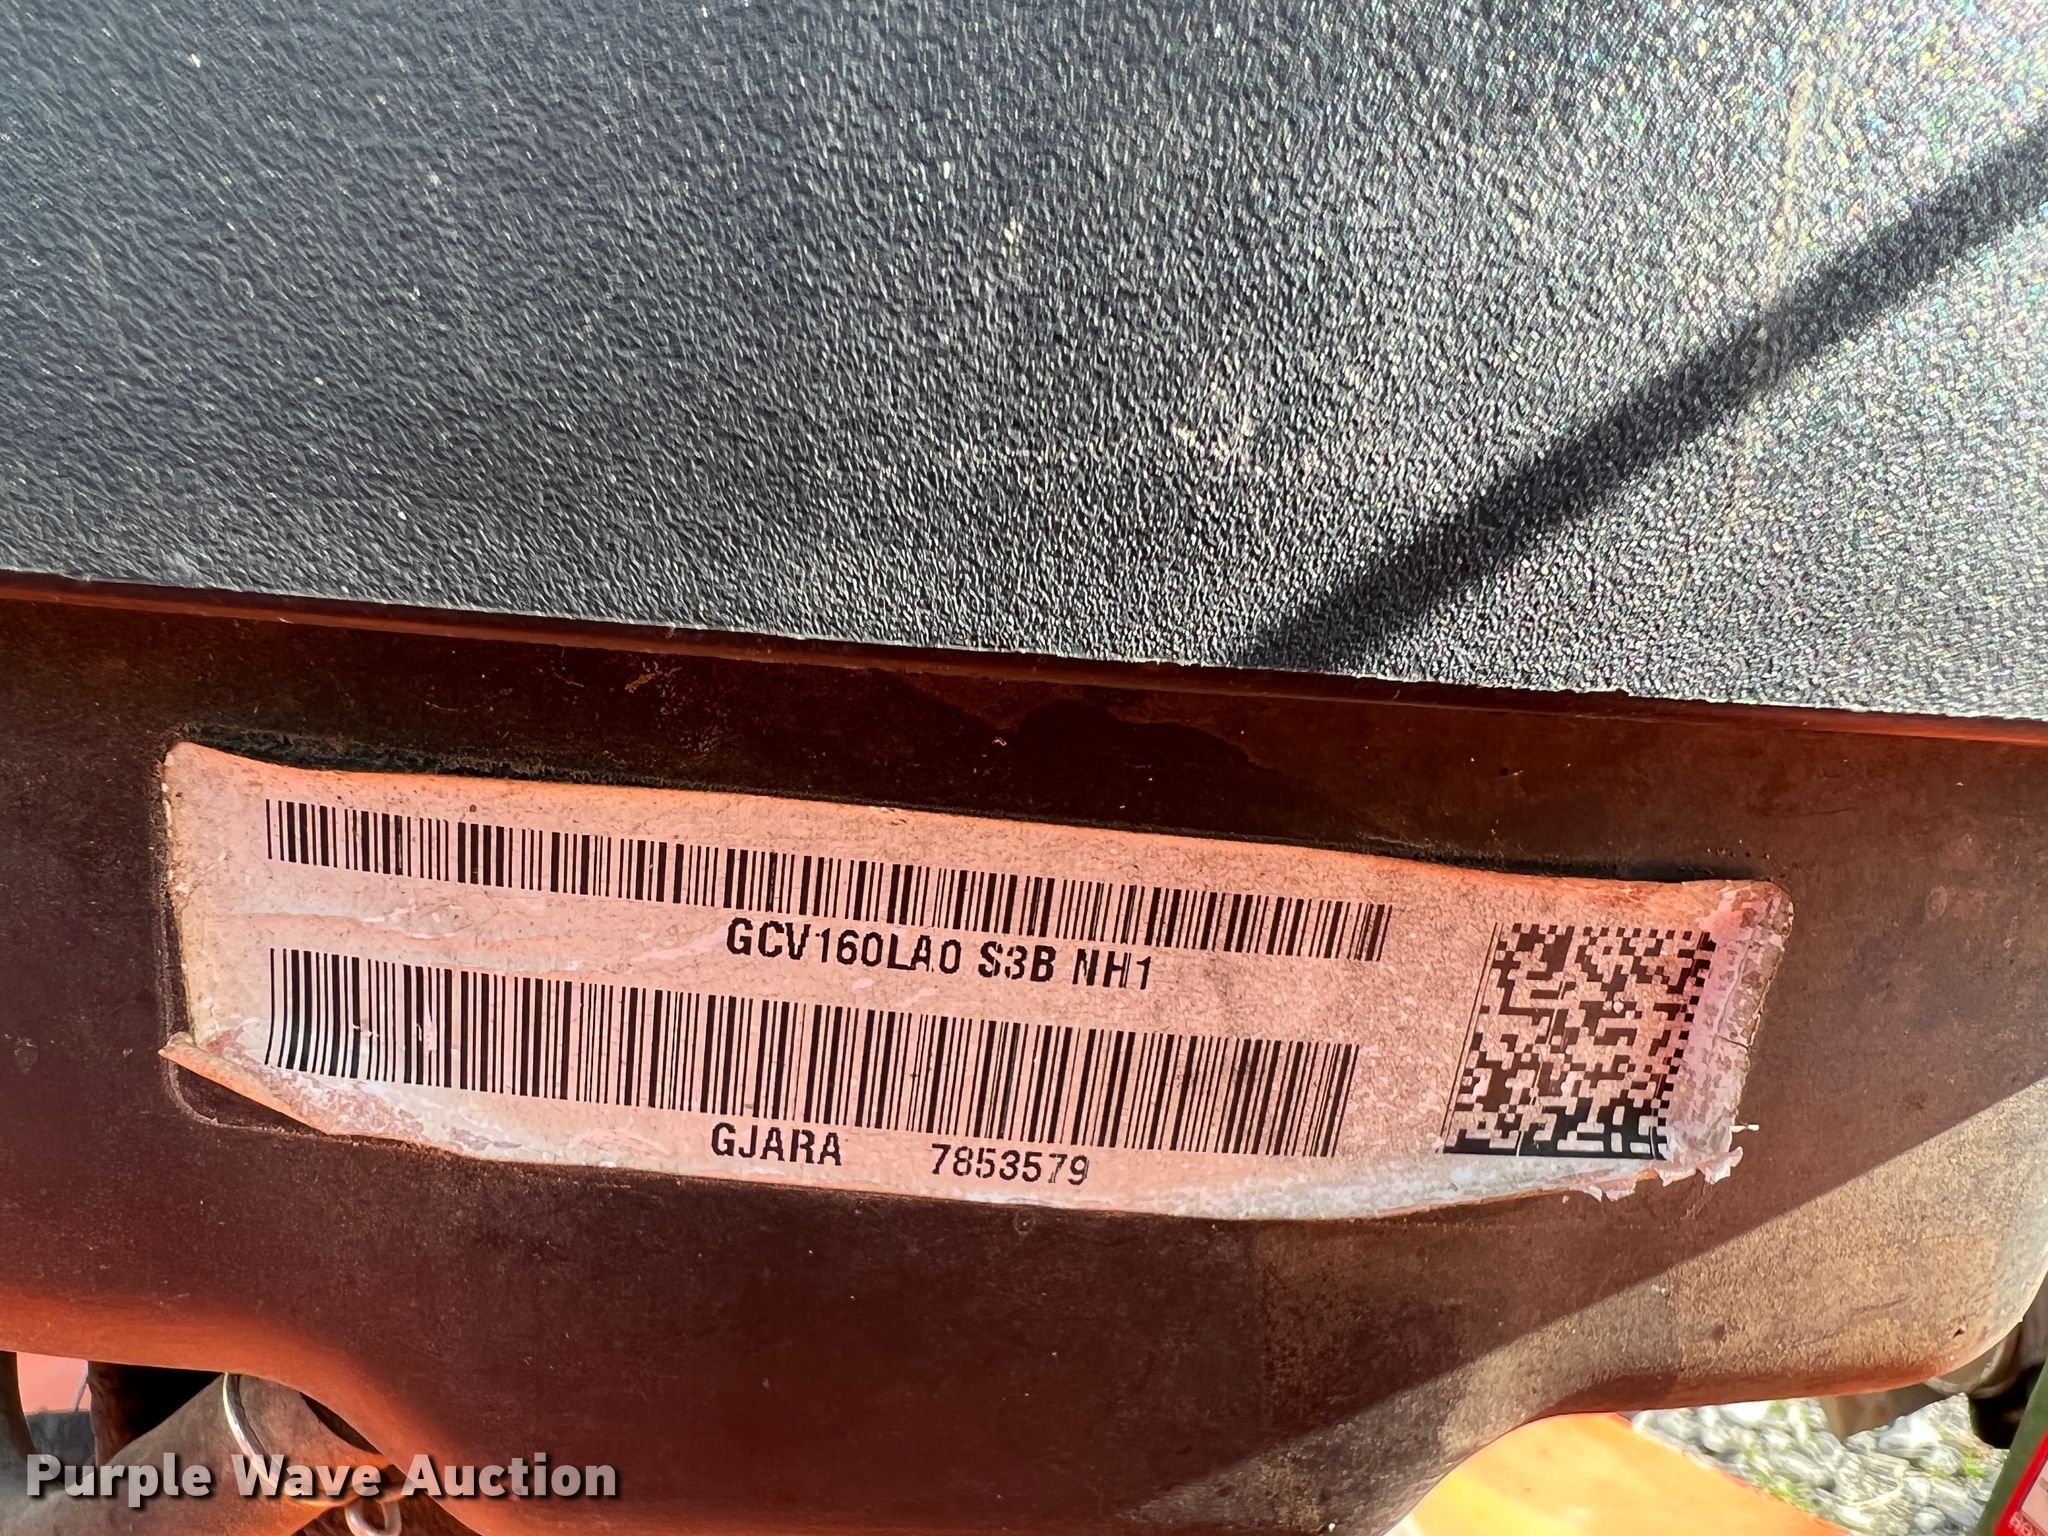 GCV160LA0 S3B NH1
GJARA 7853579
Purple Wave Auction